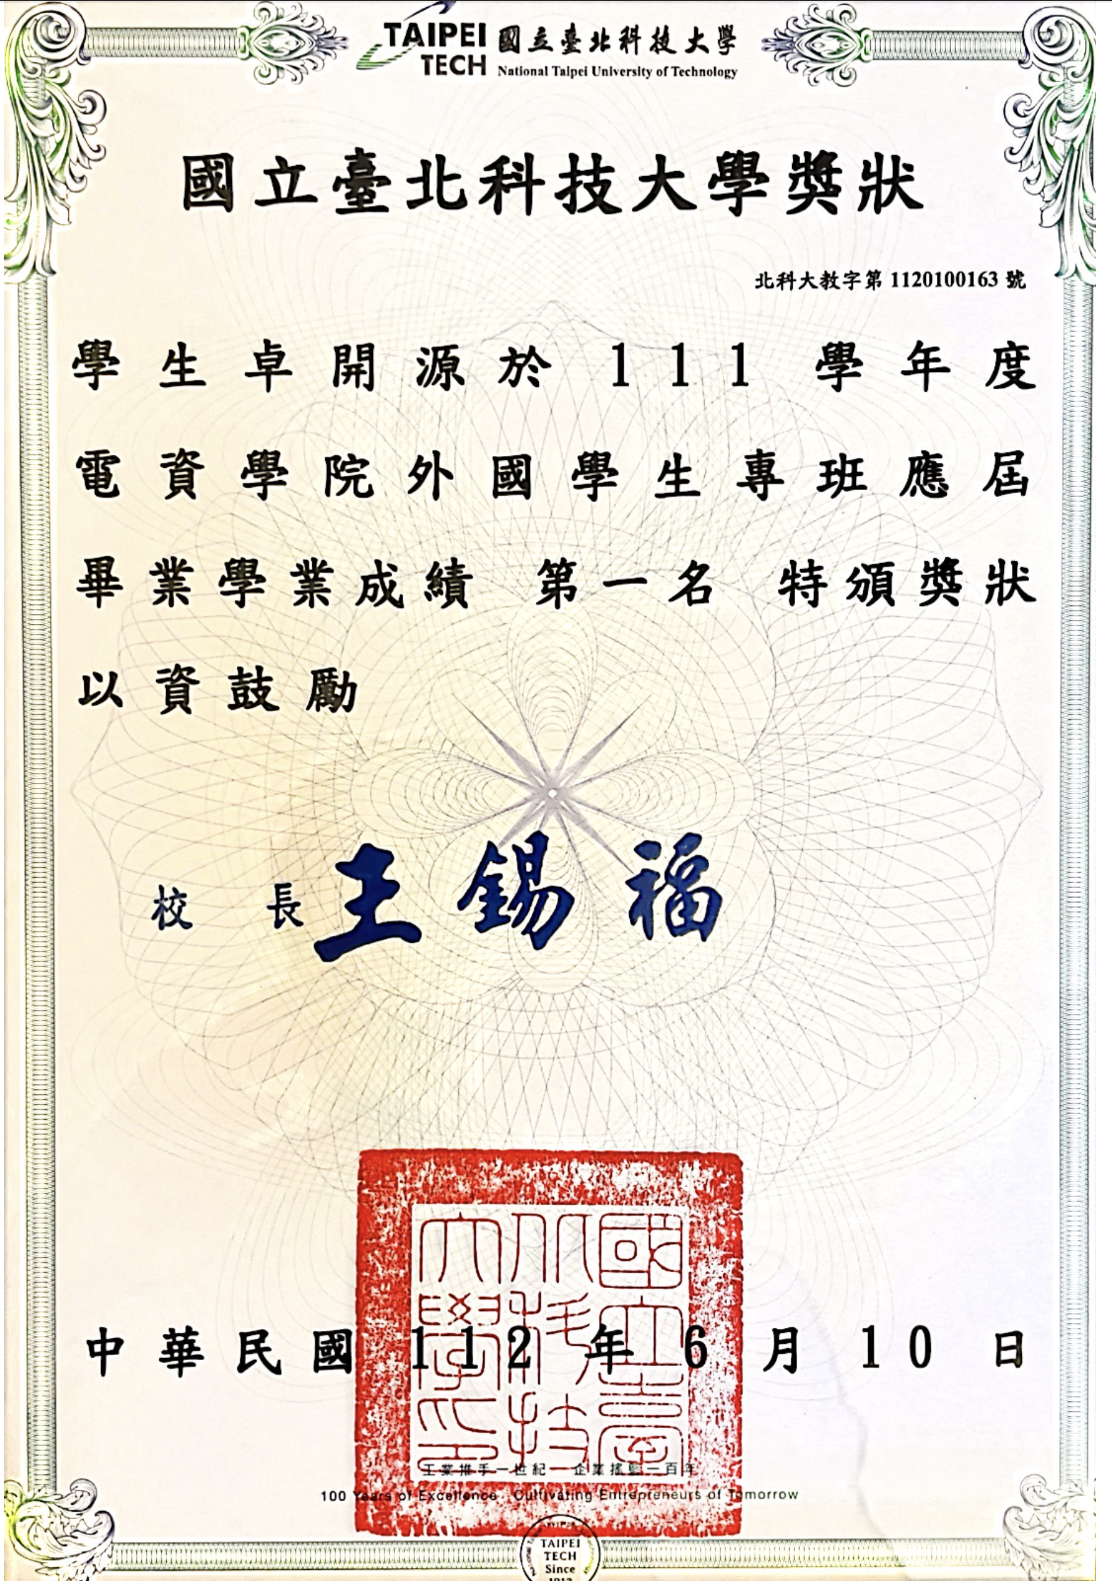 TAIPEI TECH 國立臺北科技大學
National Taipei University of Technology
國立臺北科技大學獎狀
北科大教字第 1120100163 號
學生卓開源於 111 學年度
電資學院外國學生專班應屆
畢業學業成績 第一名 特頒獎狀
以資鼓勵
校 長 王錫福
國立臺北科技大學印
中華民國 112 年 6 月 10 日
工業推手一世紀 企業搖籃一百年
100 Years of Excellence Cultivating Entrepreneurs of Tomorrow
TAIPEI
TECH
Since